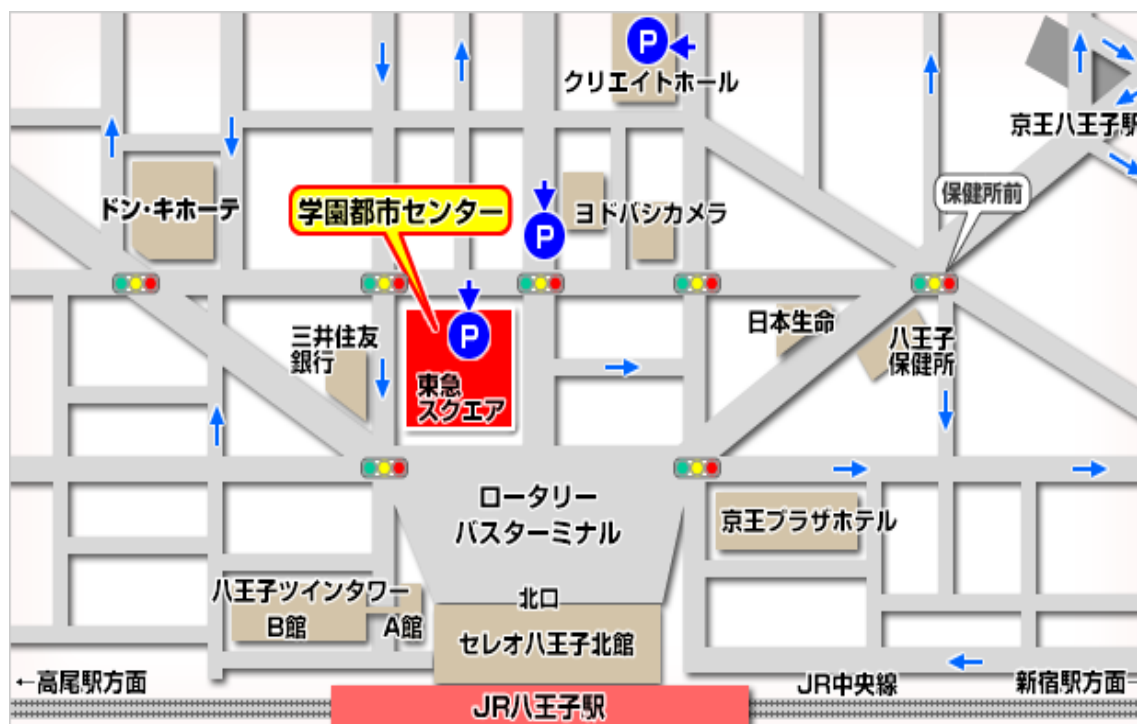 P
クリエイトホール
京王八王子駅
ドン・キホーテ
学園都市センター
P
ヨドバシカメラ
保健所前
三井住友
銀行
P
東急
スクエア
日本生命
八王子
保健所
ロータリー
バスターミナル
京王プラザホテル
八王子ツインタワー
B館
A館
北口
セレオ八王子北館
←高尾駅方面
JR八王子駅
JR中央線
新宿駅方面→